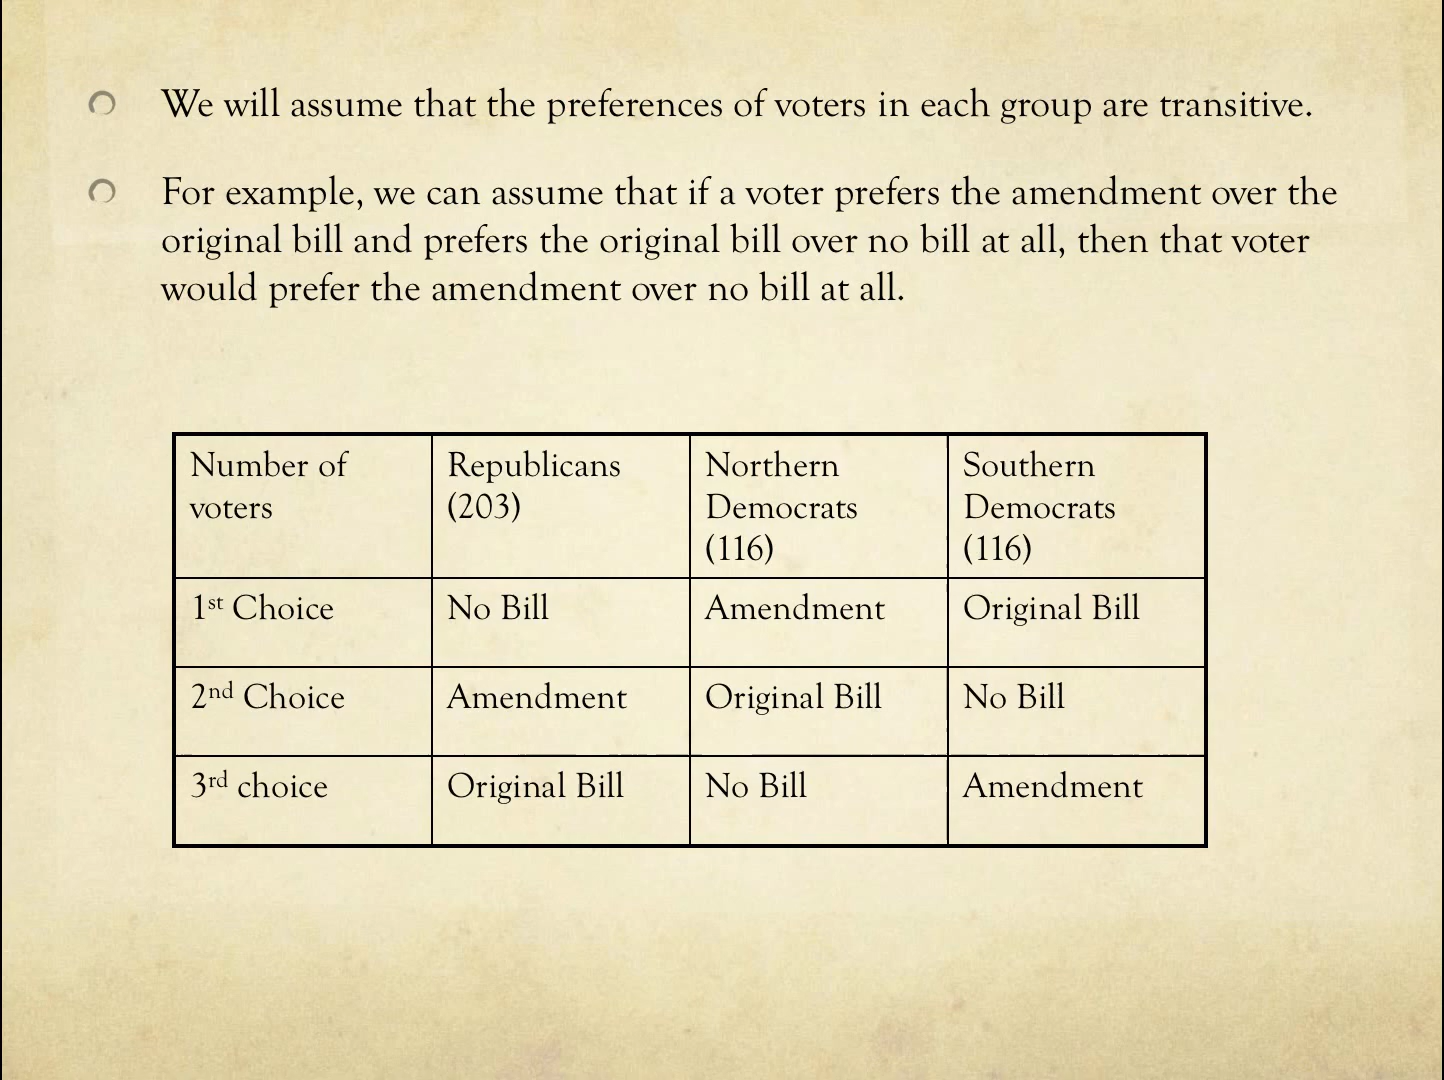 We will assume that the preferences of voters in each group are transitive.
For example, we can assume that if a voter prefers the amendment over the
original bill and prefers the original bill over no bill at all, then that voter
would prefer the amendment over no bill at all.
Number of voters | Republicans (203) | Northern Democrats (116) | Southern Democrats (116)
1st Choice | No Bill | Amendment | Original Bill
2nd Choice | Amendment | Original Bill | No Bill
3rd choice | Original Bill | No Bill | Amendment